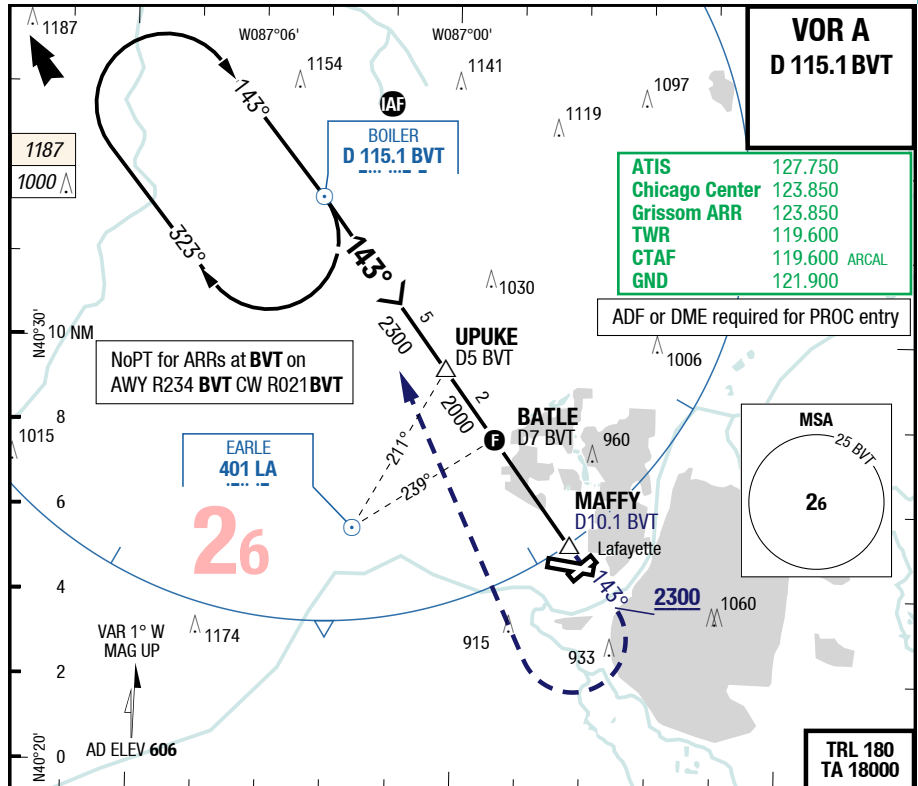 1187
W087°06'
W087°00'
VOR A
D 115.1 BVT
1154
1141
1097
1119
143°
IAF
BOILER
D 115.1 BVT
1187
1000
ATIS 127.750
Chicago Center 123.850
Grissom ARR 123.850
TWR 119.600
CTAF 119.600 ARCAL
GND 121.900
323°
143°
1030
ADF or DME required for PROC entry
N40°30'
10 NM
5
2300
UPUKE
D5 BVT
1006
NoPT for ARRs at BVT on
AWY R234 BVT CW R021 BVT
2
2000
8
BATLE
D7 BVT
F
1015
960
MSA
25 BVT
26
EARLE
401 LA
211°
239°
6
MAFFY
D10.1 BVT
26
Lafayette
4
143°
2300
1060
1174
915
933
VAR 1° W
MAG UP
2
AD ELEV 606
N40°20'
0
TRL 180
TA 18000